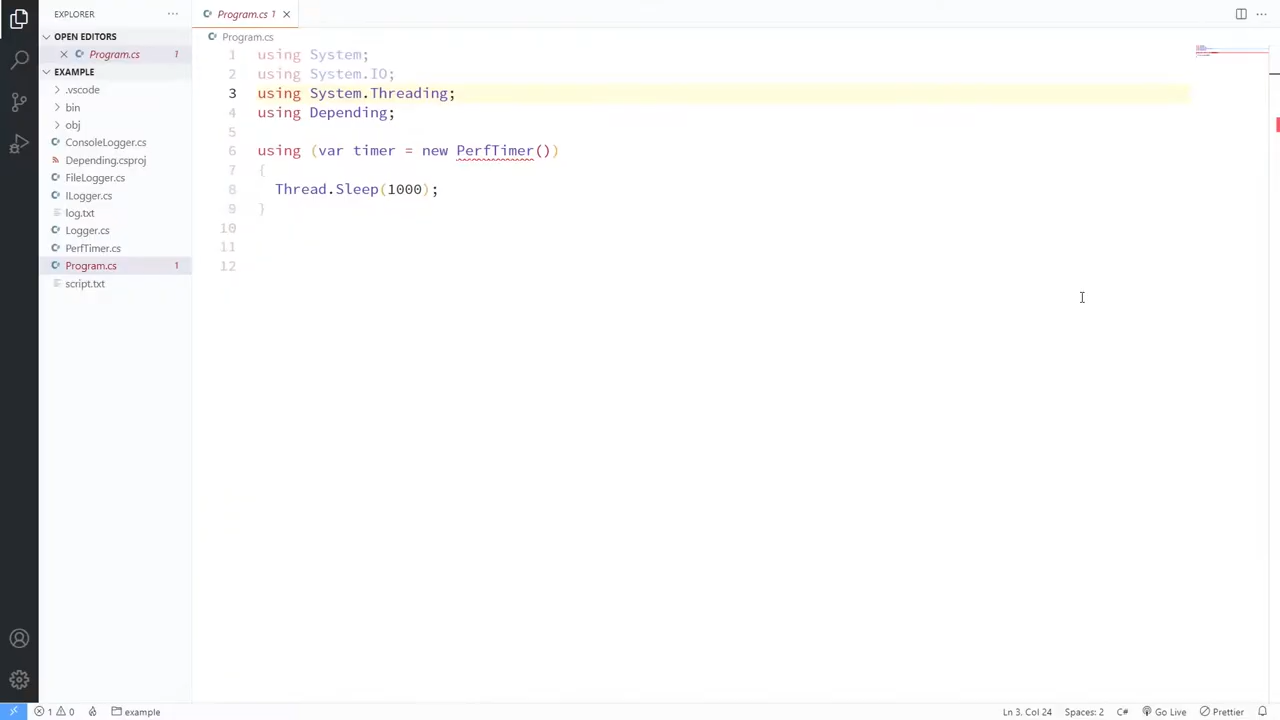 EXPLORER
Program.cs 1
OPEN EDITORS
Program.cs 1
Program.cs
EXAMPLE
.vscode
bin
obj
ConsoleLogger.cs
Depending.csproj
FileLogger.cs
ILogger.cs
log.txt
Logger.cs
PerfTimer.cs
Program.cs 1
script.txt
1 using System;
2 using System.IO;
3 using System.Threading;
4 using Depending;
5
6 using (var timer = new PerfTimer())
7 {
8 Thread.Sleep(1000);
9 }
10
11
12
1 0 example Ln 3, Col 24 Spaces: 2 C# Go Live Prettier